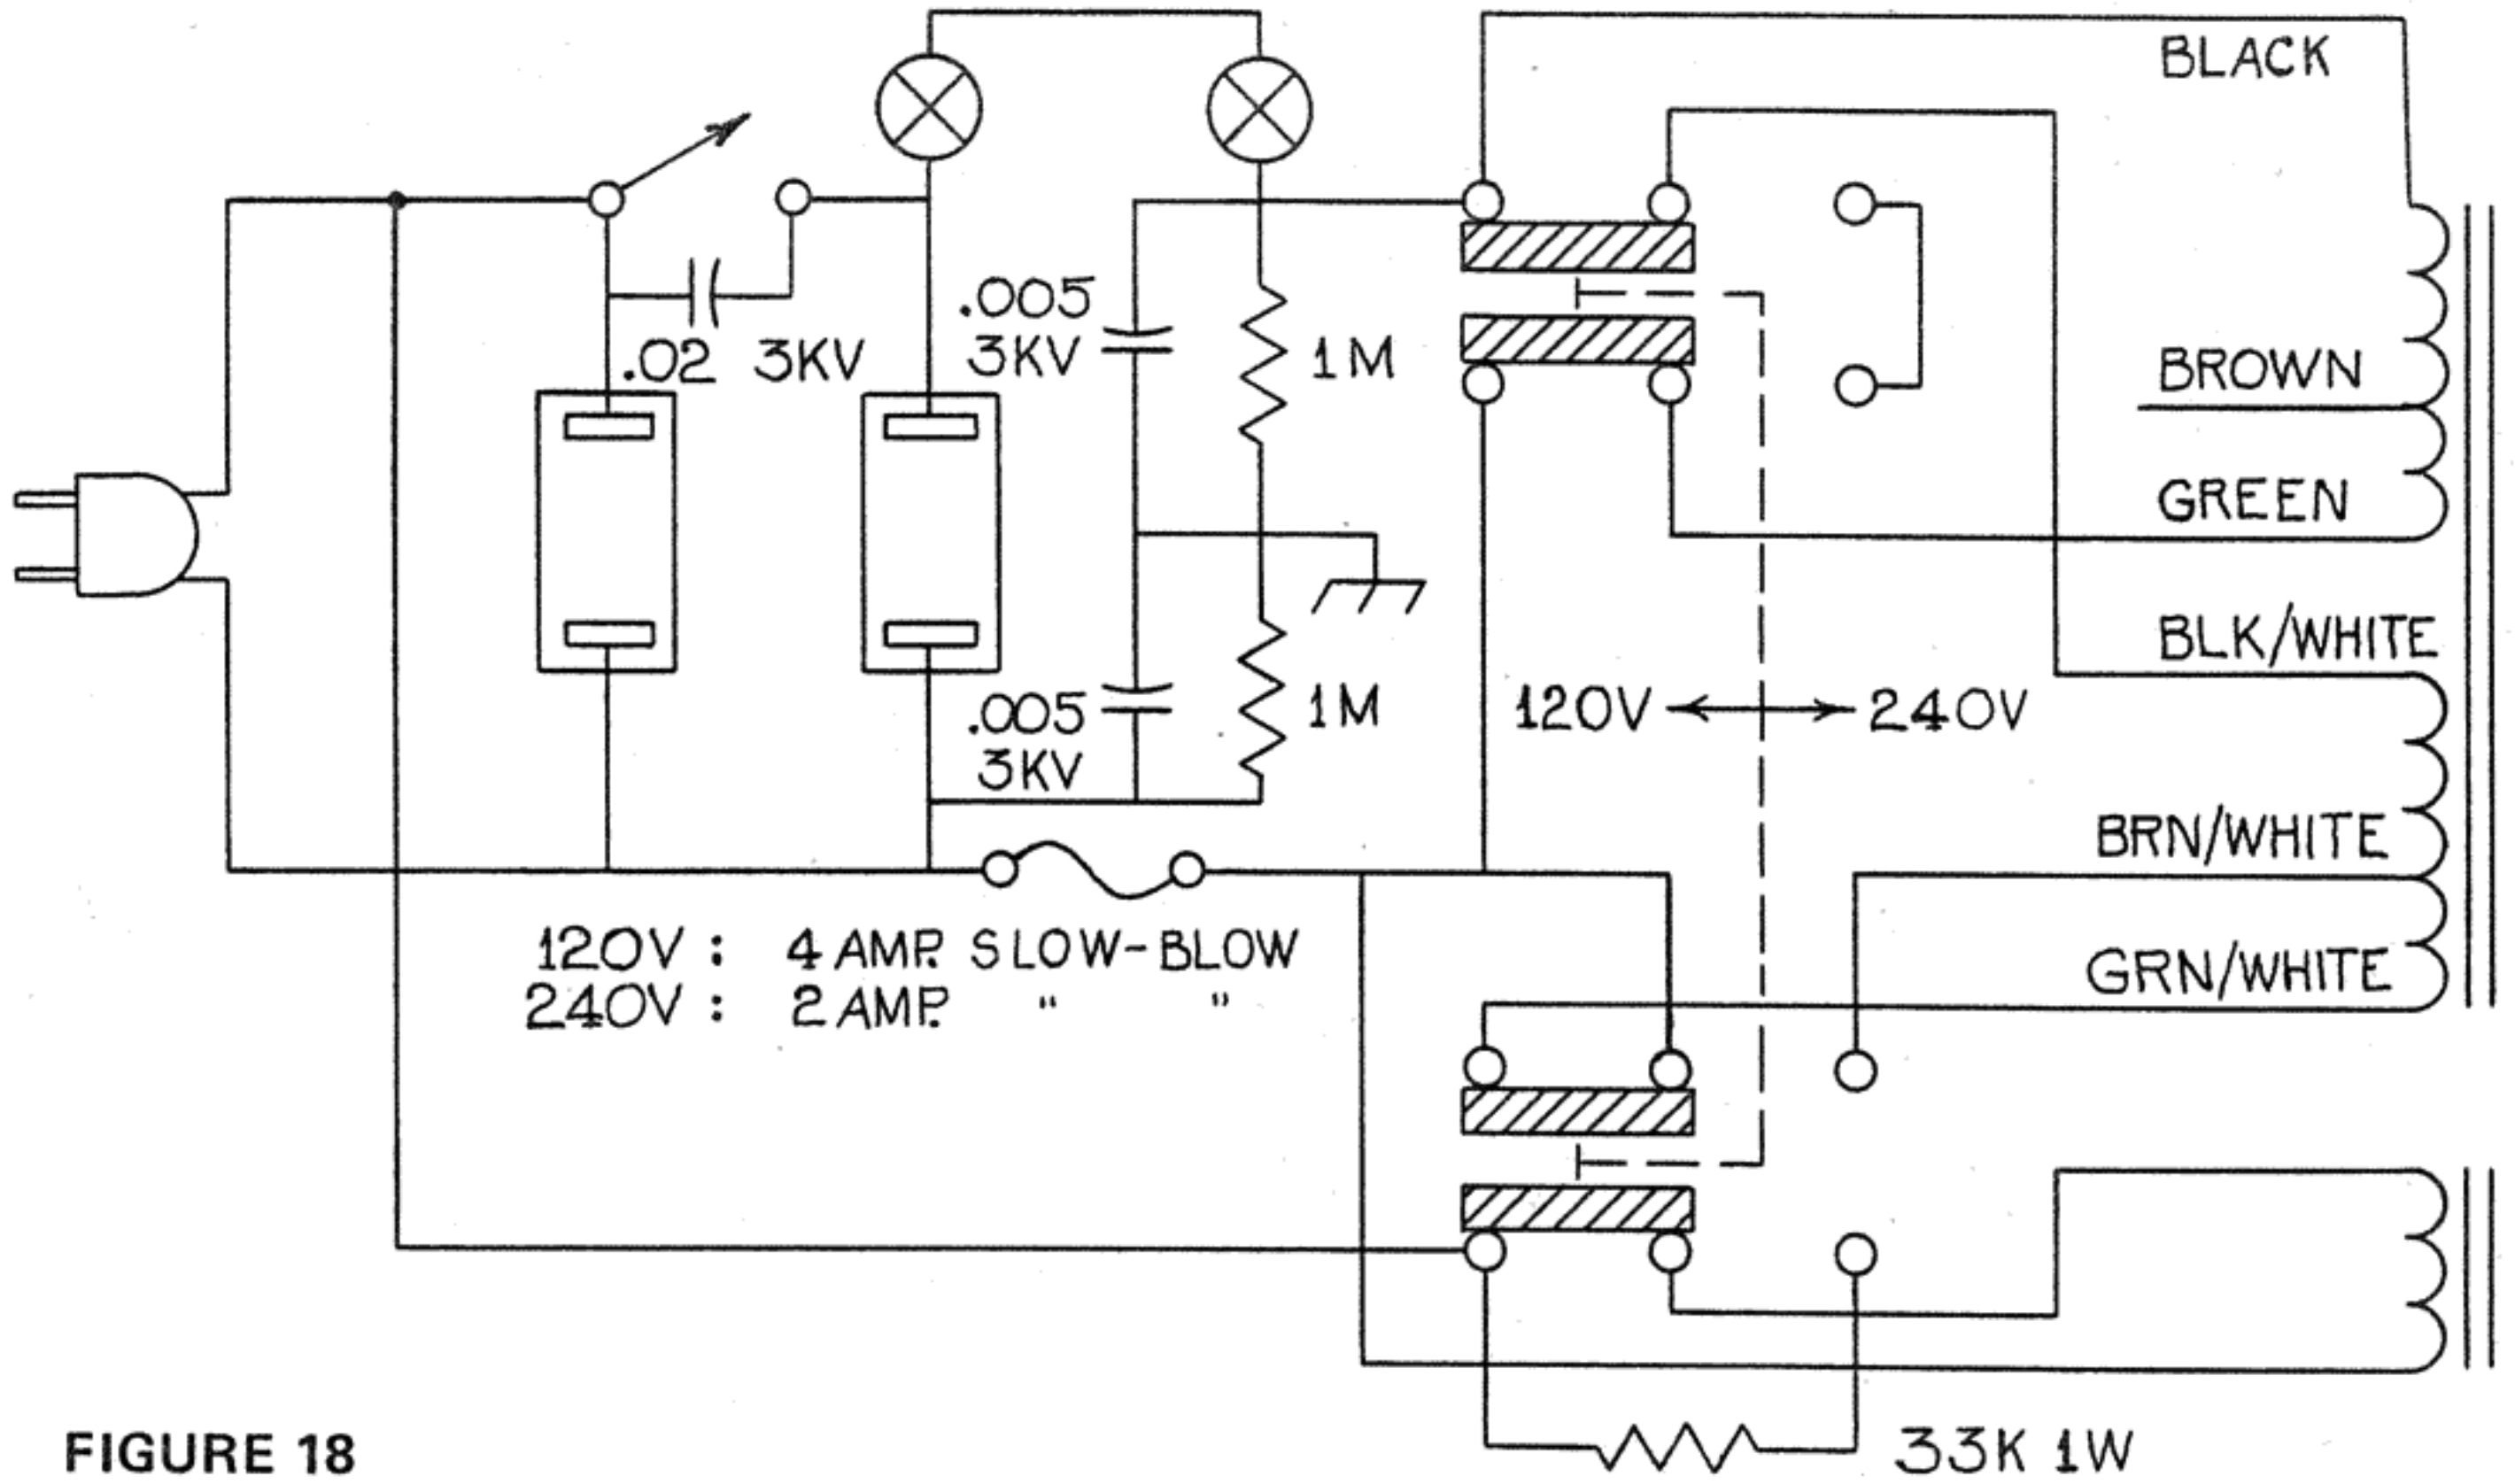 BLACK
.005
3KV
.02 3KV
1M
BROWN
GREEN
BLK/WHITE
.005
3KV
1M
120V 240V
BRN/WHITE
120V : 4 AMP. SLOW-BLOW
240V : 2 AMP. " "
GRN/WHITE
33K 1W
FIGURE 18